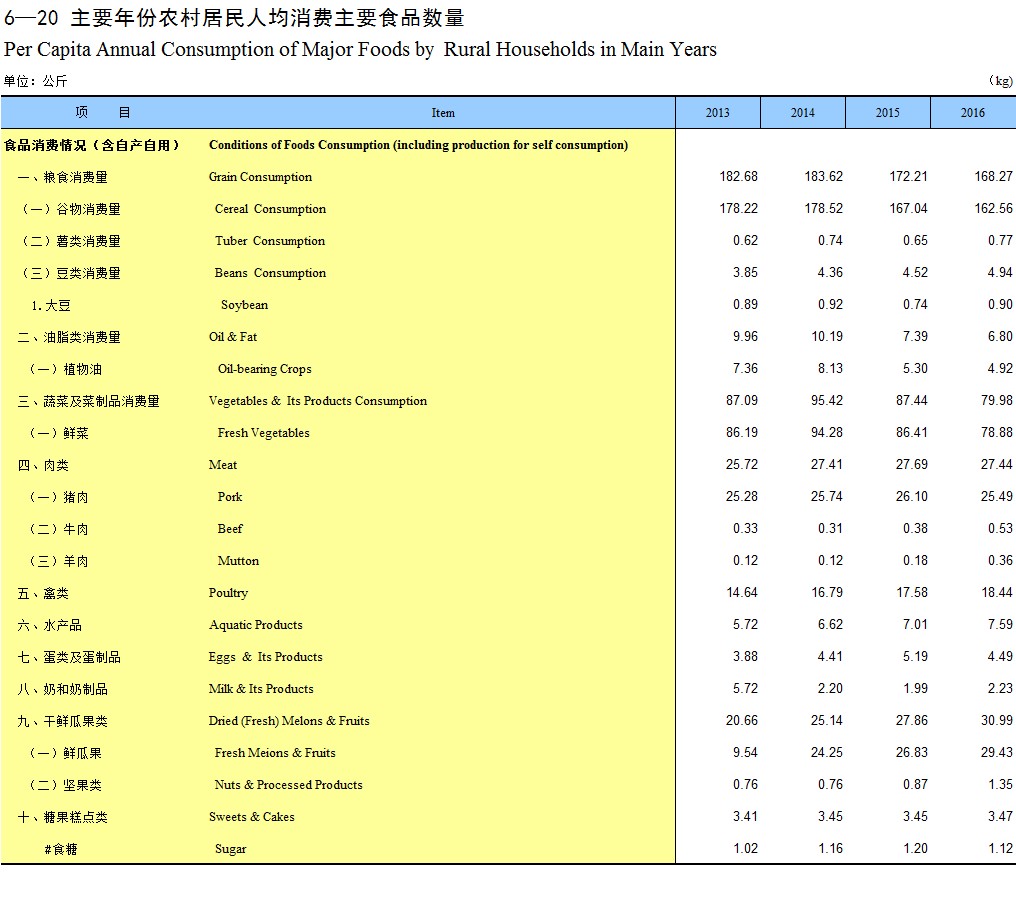 6—20 主要年份农村居民人均消费主要食品数量
Per Capita Annual Consumption of Major Foods by Rural Households in Main Years
单位：公斤 （kg)
项 目 Item 2013 2014 2015 2016
食品消费情况（含自产自用） Conditions of Foods Consumption (including production for self consumption)
一、粮食消费量 Grain Consumption 182.68 183.62 172.21 168.27
（一）谷物消费量 Cereal Consumption 178.22 178.52 167.04 162.56
（二）薯类消费量 Tuber Consumption 0.62 0.74 0.65 0.77
（三）豆类消费量 Beans Consumption 3.85 4.36 4.52 4.94
1.大豆 Soybean 0.89 0.92 0.74 0.90
二、油脂类消费量 Oil & Fat 9.96 10.19 7.39 6.80
（一）植物油 Oil-bearing Crops 7.36 8.13 5.30 4.92
三、蔬菜及菜制品消费量 Vegetables & Its Products Consumption 87.09 95.42 87.44 79.98
（一）鲜菜 Fresh Vegetables 86.19 94.28 86.41 78.88
四、肉类 Meat 25.72 27.41 27.69 27.44
（一）猪肉 Pork 25.28 25.74 26.10 25.49
（二）牛肉 Beef 0.33 0.31 0.38 0.53
（三）羊肉 Mutton 0.12 0.12 0.18 0.36
五、禽类 Poultry 14.64 16.79 17.58 18.44
六、水产品 Aquatic Products 5.72 6.62 7.01 7.59
七、蛋类及蛋制品 Eggs & Its Products 3.88 4.41 5.19 4.49
八、奶和奶制品 Milk & Its Products 5.72 2.20 1.99 2.23
九、干鲜瓜果类 Dried (Fresh) Melons & Fruits 20.66 25.14 27.86 30.99
（一）鲜瓜果 Fresh Meions & Fruits 9.54 24.25 26.83 29.43
（二）坚果类 Nuts & Processed Products 0.76 0.76 0.87 1.35
十、糖果糕点类 Sweets & Cakes 3.41 3.45 3.45 3.47
#食糖 Sugar 1.02 1.16 1.20 1.12